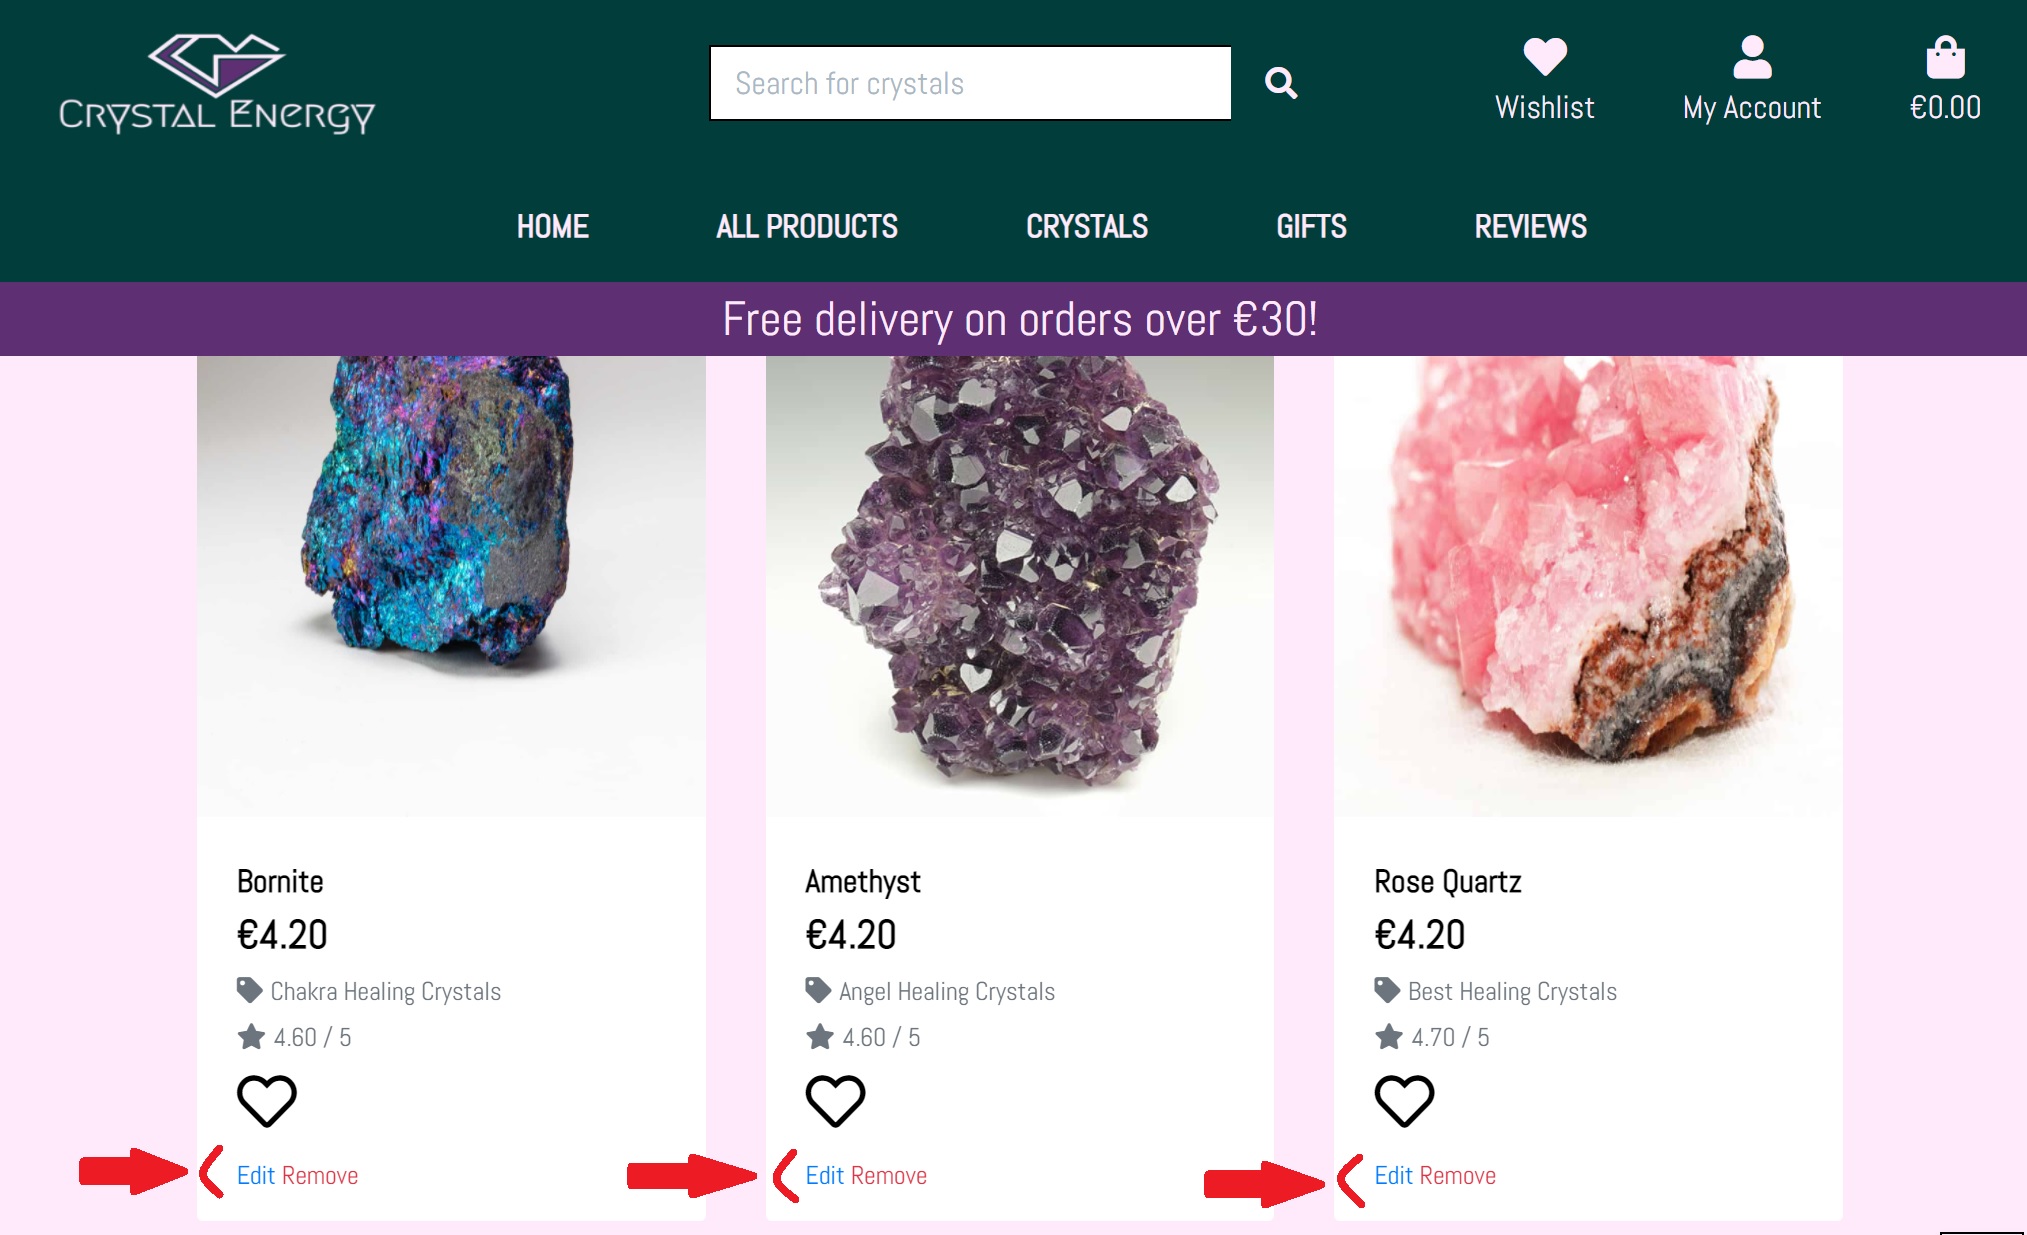 CRYSTAL ENERGY
Search for crystals
Wishlist
My Account
€0.00
HOME
ALL PRODUCTS
CRYSTALS
GIFTS
REVIEWS
Free delivery on orders over €30!
Bornite
€4.20
Chakra Healing Crystals
4.60 / 5
Edit Remove
Amethyst
€4.20
Angel Healing Crystals
4.60 / 5
Edit Remove
Rose Quartz
€4.20
Best Healing Crystals
4.70 / 5
Edit Remove